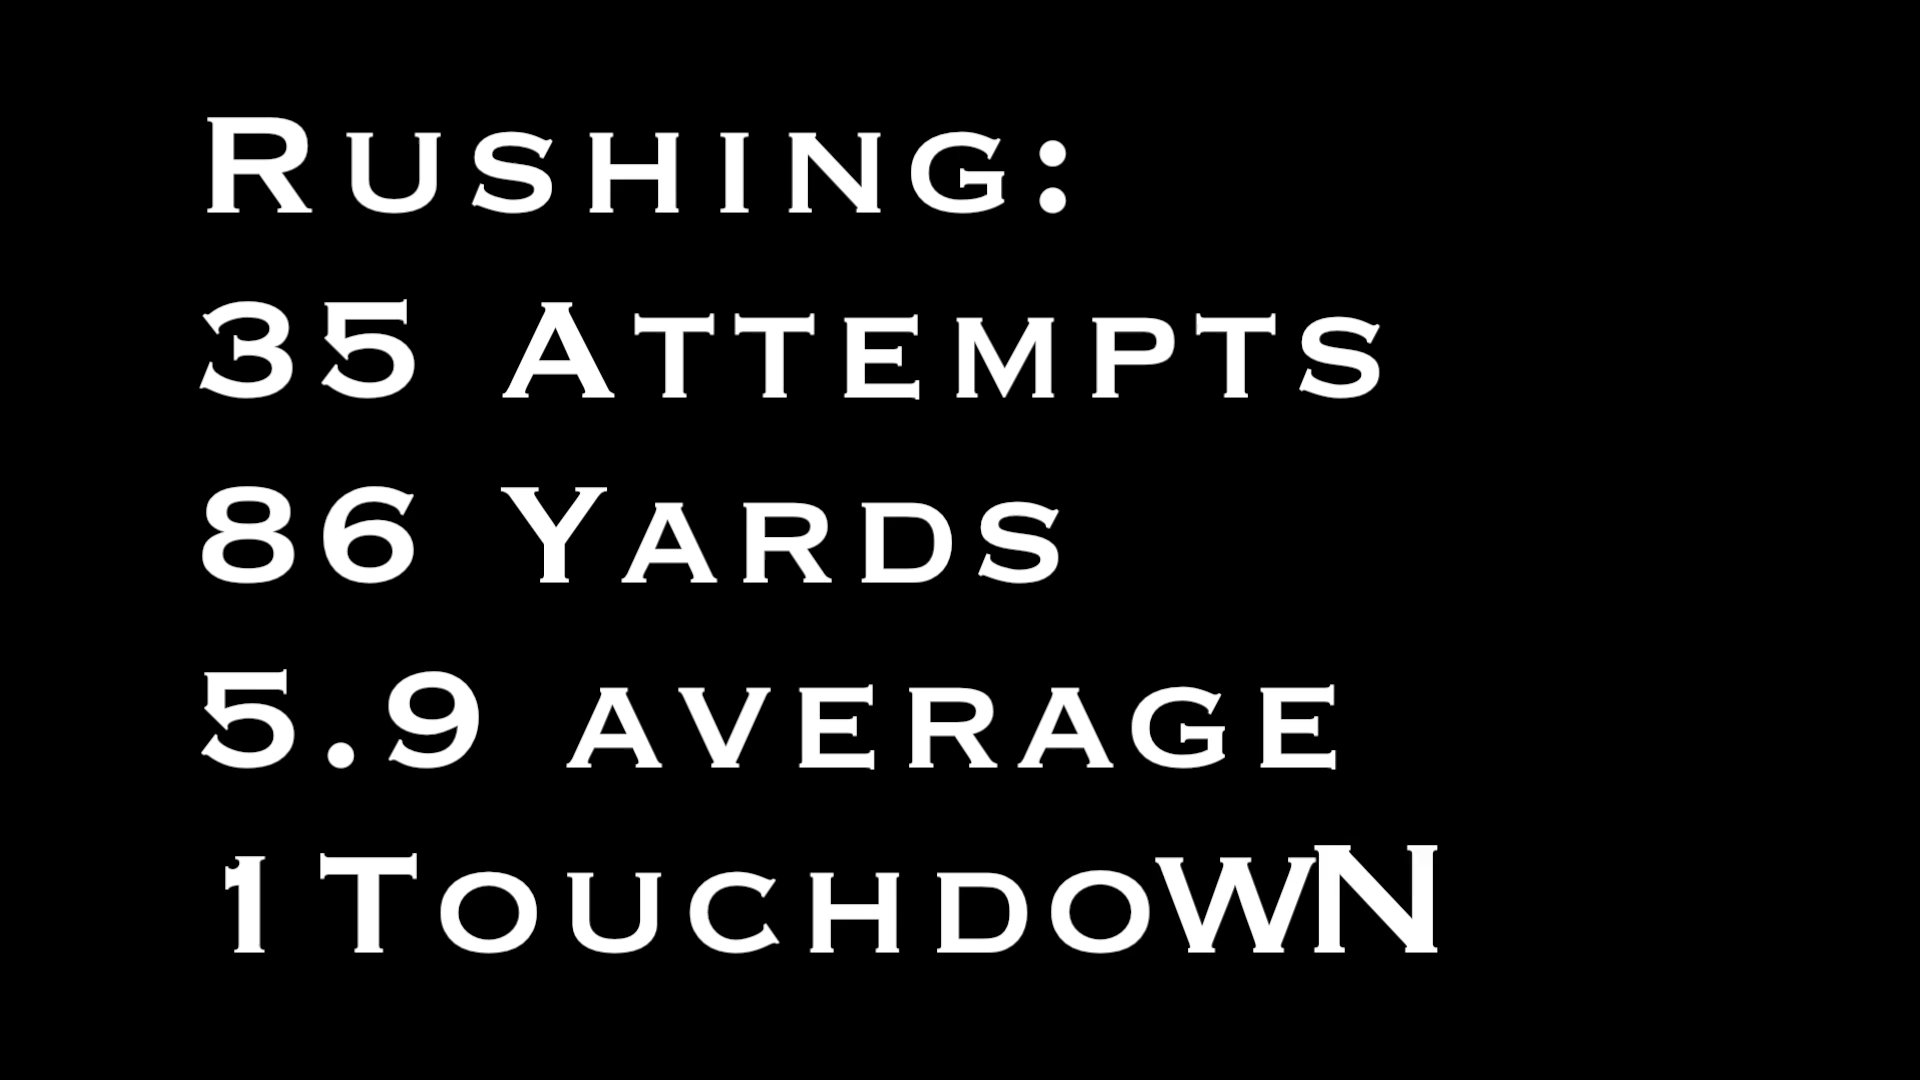 Rushing:
35 Attempts
86 Yards
5.9 average
1 TouchdoWN